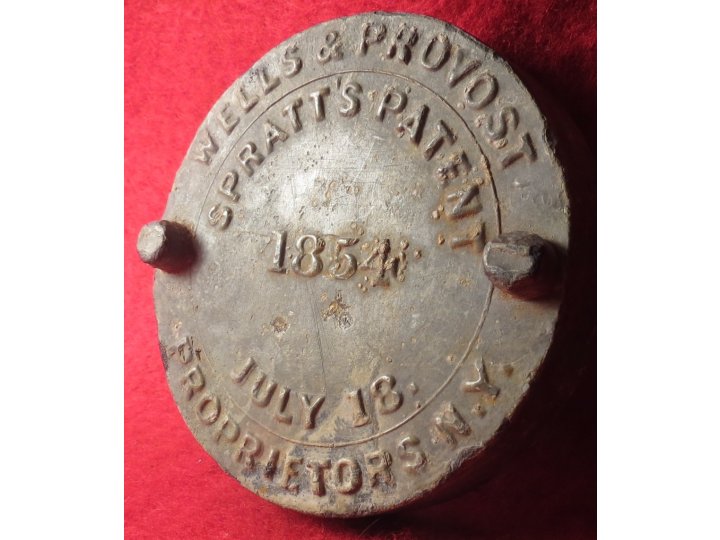 WELLS & PROVOST
SPRATT'S PATENT
1854
JULY 18.
PROPRIETORS. N.Y.